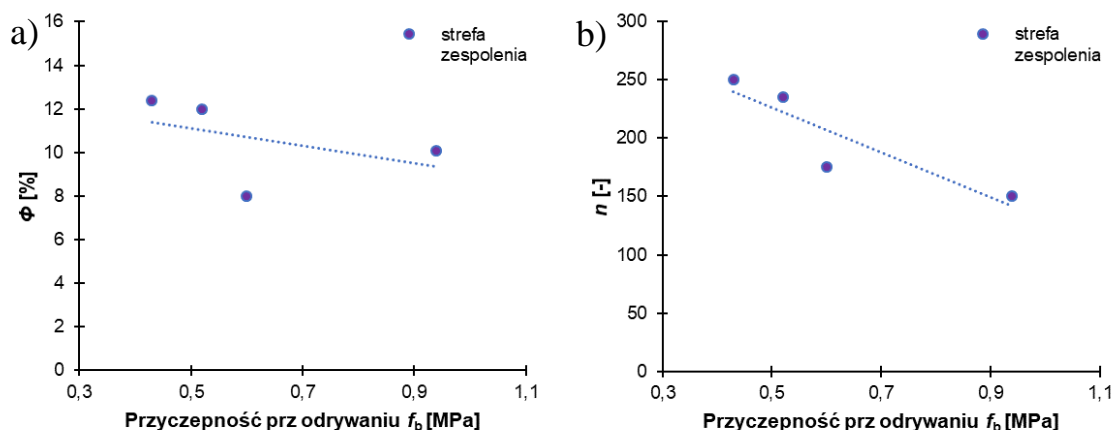 a)
16
14
12
10
8
6
4
2
0
Φ [%]
strefa
zespolenia
0,3
0,5
0,7
0,9
1,1
Przyczepność prz odrywaniu fb [MPa]
b)
300
250
200
150
100
50
0
n [-]
strefa
zespolenia
0,3
0,5
0,7
0,9
1,1
Przyczepność prz odrywaniu fb [MPa]